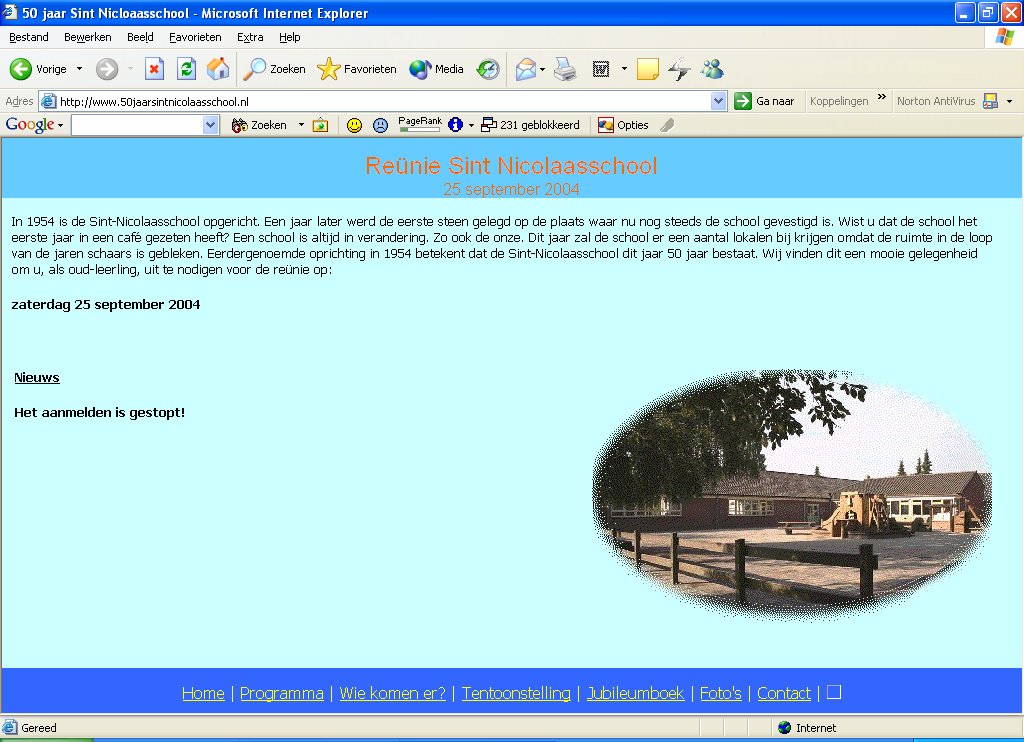 50 jaar Sint Nicloaasschool - Microsoft Internet Explorer
Bestand Bewerken Beeld Favorieten Extra Help
Vorige Zoeken Favorieten Media
Adres http://www.50jaarsintnicolaasschool.nl Ga naar Koppelingen » Norton AntiVirus
Google Zoeken PageRank 231 geblokkeerd Opties
Reünie Sint Nicolaasschool
25 september 2004
In 1954 is de Sint-Nicolaasschool opgericht. Een jaar later werd de eerste steen gelegd op de plaats waar nu nog steeds de school gevestigd is. Wist u dat de school het
eerste jaar in een café gezeten heeft? Een school is altijd in verandering. Zo ook de onze. Dit jaar zal de school er een aantal lokalen bij krijgen omdat de ruimte in de loop
van de jaren schaars is gebleken. Eerdergenoemde oprichting in 1954 betekent dat de Sint-Nicolaasschool dit jaar 50 jaar bestaat. Wij vinden dit een mooie gelegenheid
om u, als oud-leerling, uit te nodigen voor de reünie op:
zaterdag 25 september 2004
Nieuws
Het aanmelden is gestopt!
Home | Programma | Wie komen er? | Tentoonstelling | Jubileumboek | Foto's | Contact |
Gereed Internet